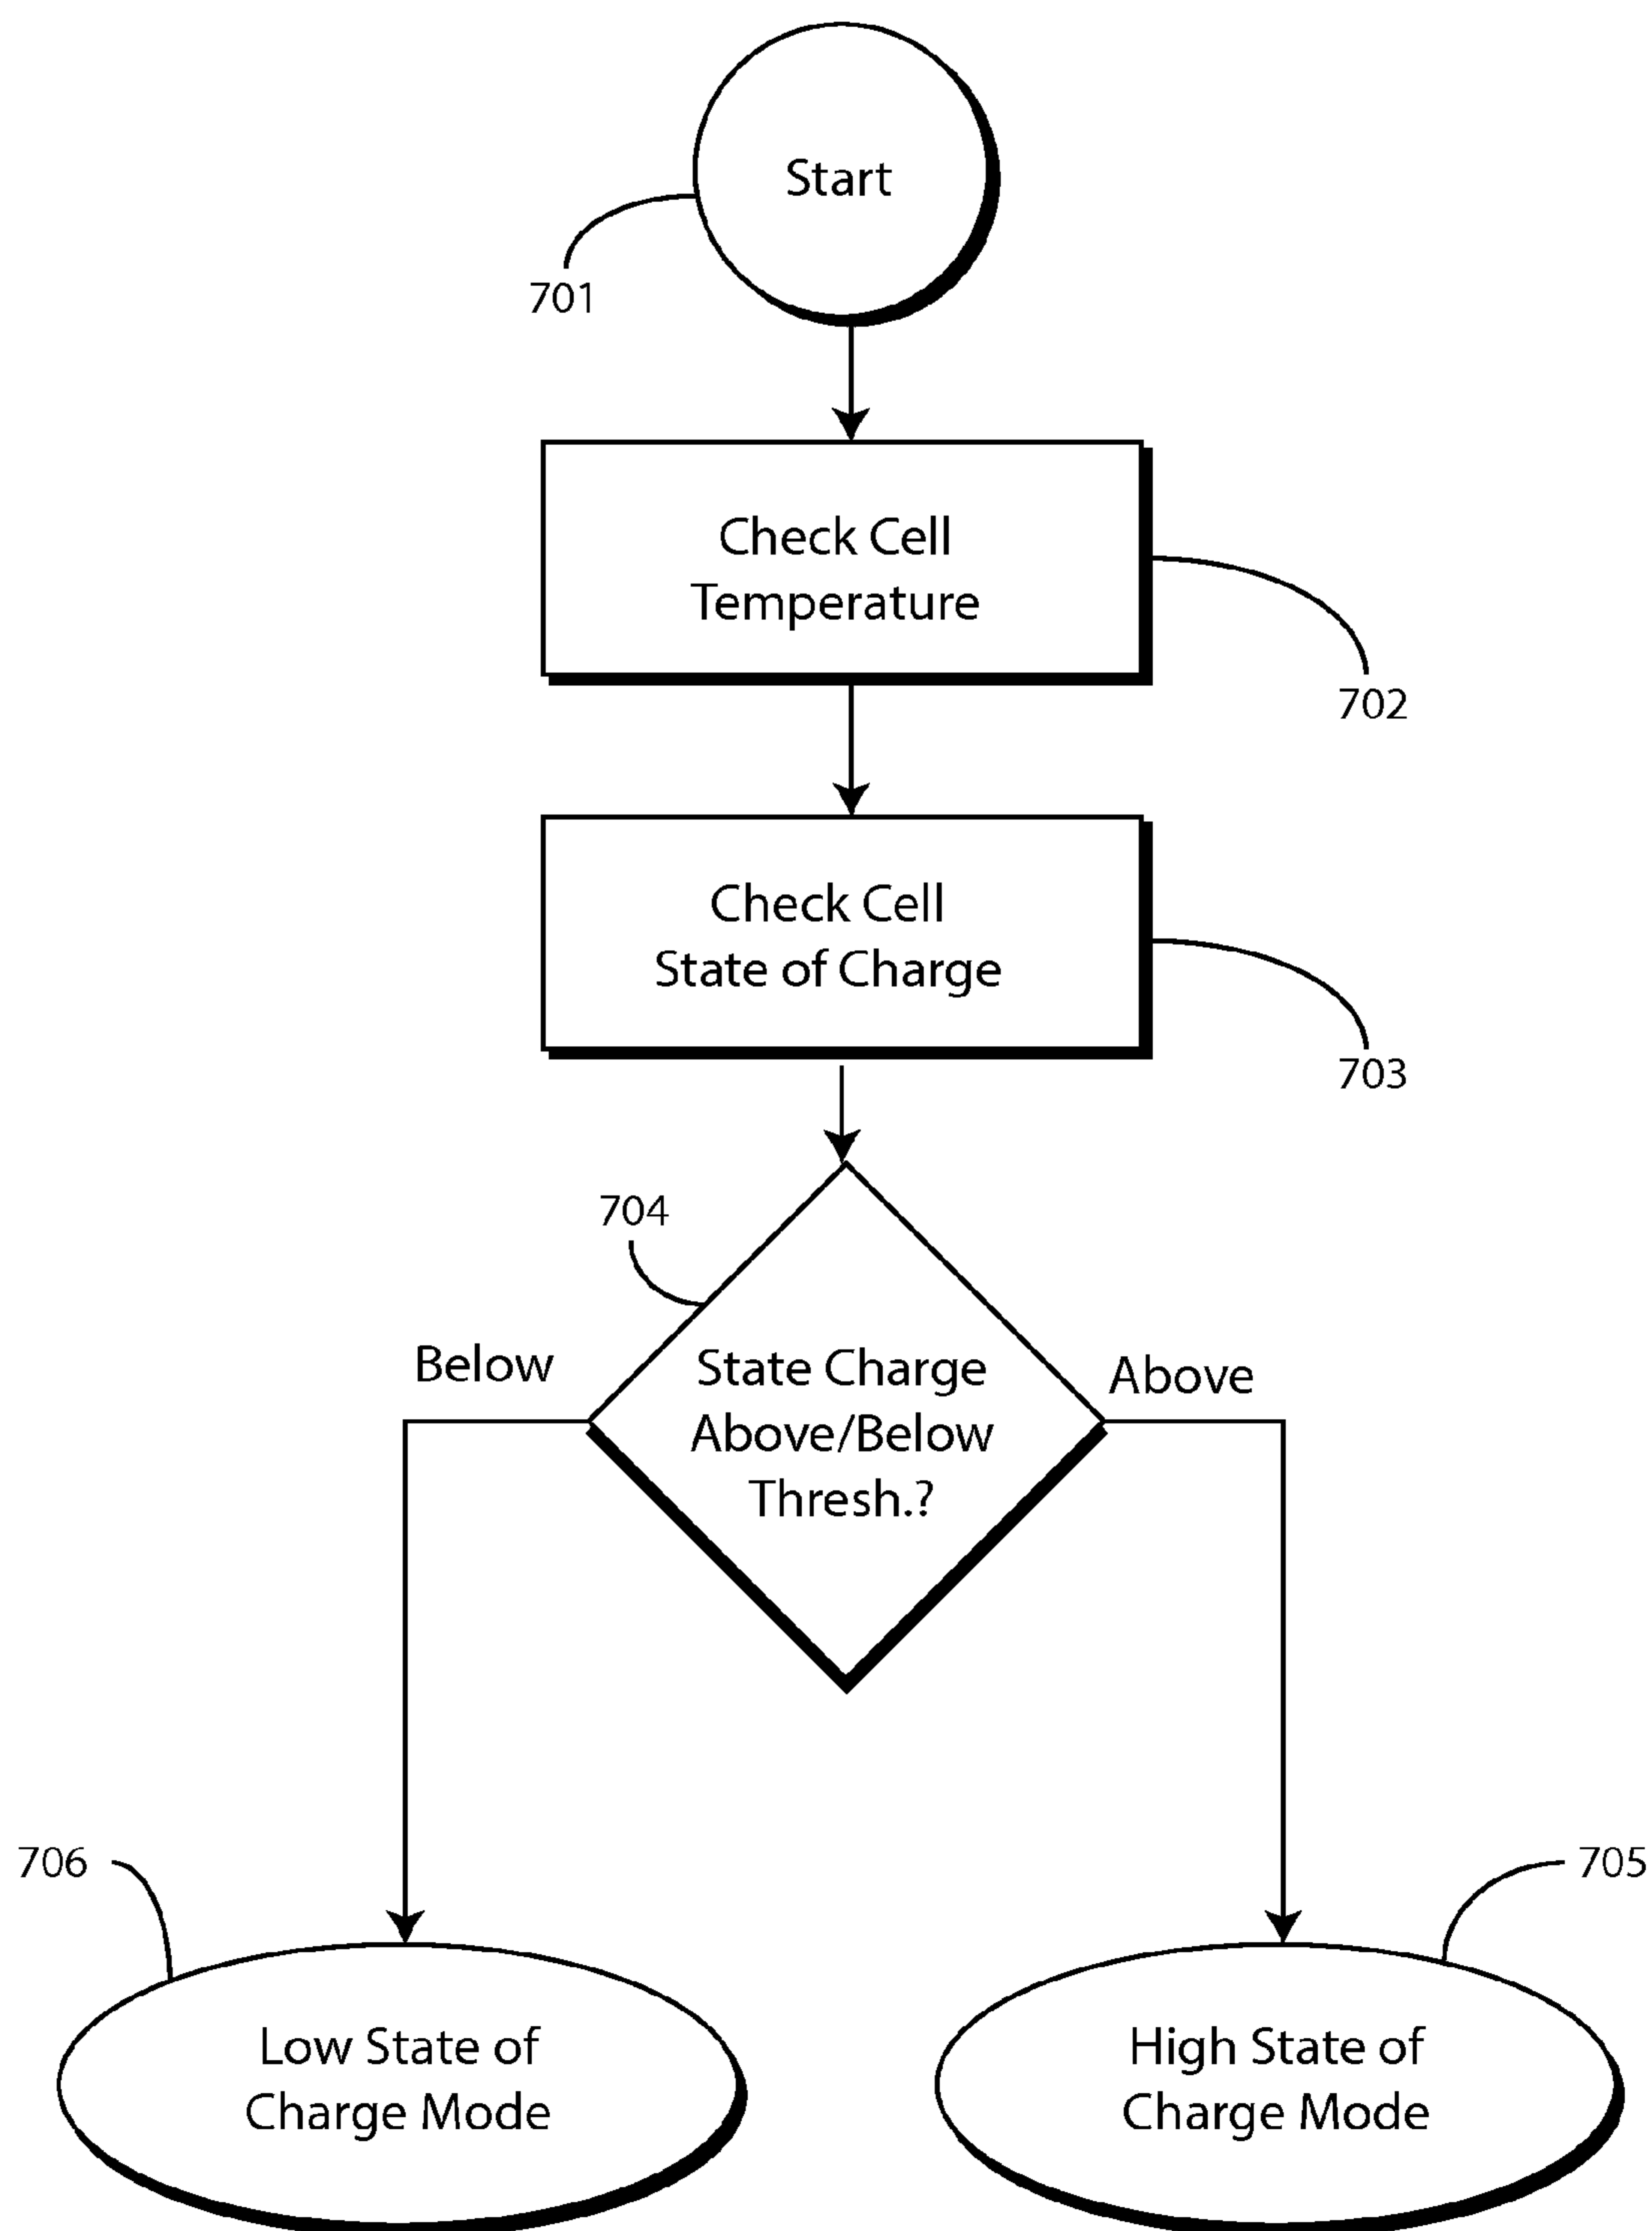 Start
701
Check Cell
Temperature
702
Check Cell
State of Charge
703
704
Below
State Charge
Above/Below
Thresh.?
Above
706
705
Low State of
Charge Mode
High State of
Charge Mode